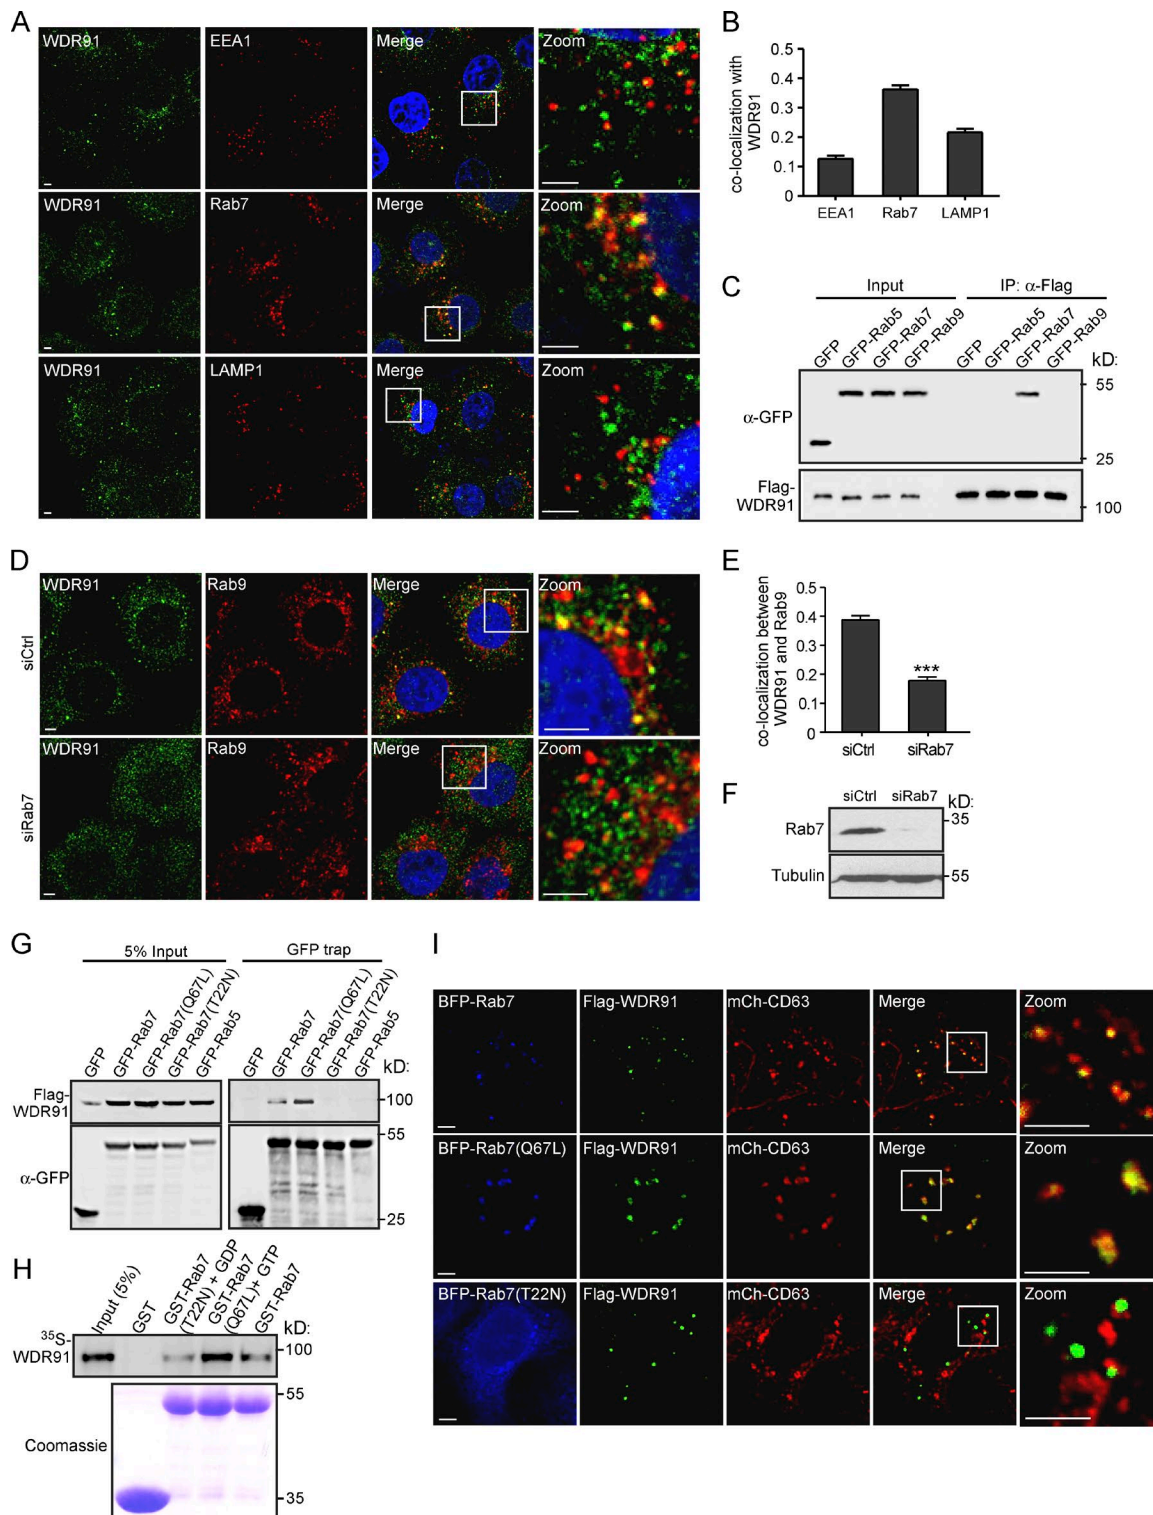 A
WDR91 EEA1 Merge Zoom
WDR91 Rab7 Merge Zoom
WDR91 LAMP1 Merge Zoom
B
co-localization with
WDR91
0.5
0.4
0.3
0.2
0.1
0
EEA1 Rab7 LAMP1
C
Input IP: α-Flag
GFP GFP-Rab5 GFP-Rab7 GFP-Rab9 GFP GFP-Rab5 GFP-Rab7 GFP-Rab9
kD:
α-GFP
55
25
Flag-
WDR91
100
D
siCtrl
WDR91 Rab9 Merge Zoom
siRab7
WDR91 Rab9 Merge Zoom
E
co-localization between
WDR91 and Rab9
0.5
0.4
0.3
0.2
0.1
0
***
siCtrl siRab7
F
siCtrl siRab7 kD:
Rab7 35
Tubulin 55
G
5% Input GFP trap
GFP GFP-Rab7 GFP-Rab7(Q67L) GFP-Rab7(T22N) GFP-Rab5 GFP GFP-Rab7 GFP-Rab7(Q67L) GFP-Rab7(T22N) GFP-Rab5
kD:
Flag-
WDR91
100
55
α-GFP
25
H
Input (5%) GST GST-Rab7 (T22N) + GDP GST-Rab7 (Q67L)+ GTP GST-Rab7
kD:
35S-
WDR91
100
55
Coomassie
35
I
BFP-Rab7 Flag-WDR91 mCh-CD63 Merge Zoom
BFP-Rab7(Q67L) Flag-WDR91 mCh-CD63 Merge Zoom
BFP-Rab7(T22N) Flag-WDR91 mCh-CD63 Merge Zoom